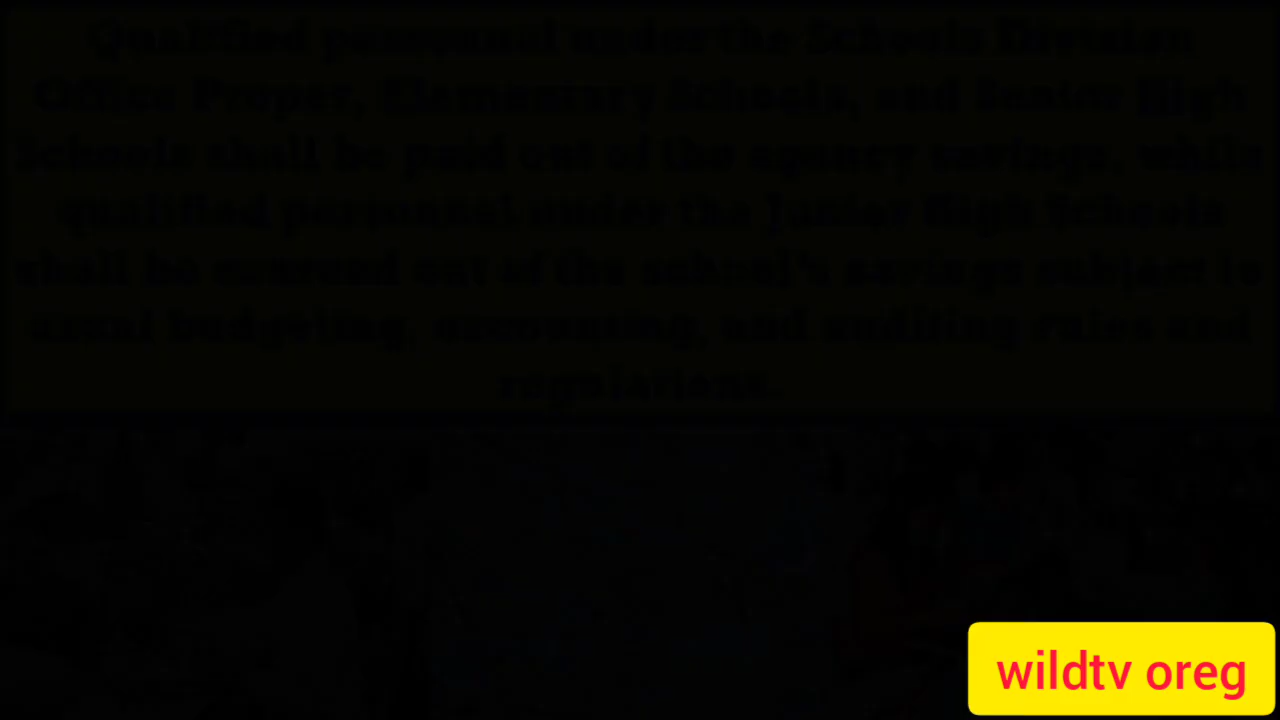 Qualified personnel under the Schools Division
Office Proper, Elementary Schools, and Senior High
Schools shall be paid out of the agency savings, while
qualified personnel under the Junior High Schools
shall be sourced out of the school's savings subject to
usual budgeting, accounting, and auditing rules and
regulations.
wildtv oreg